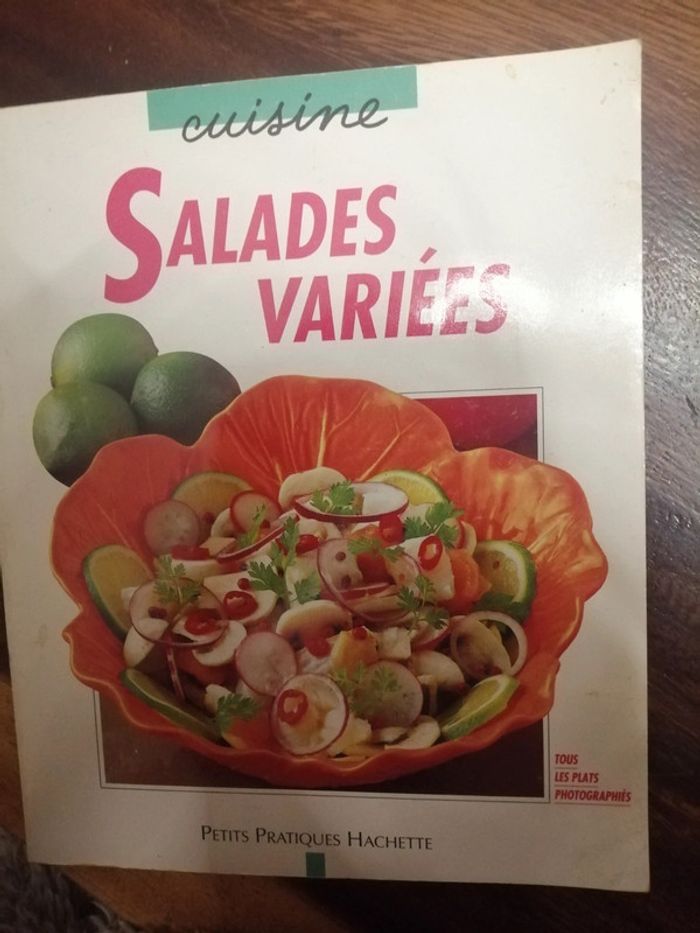 cuisine
SALADES
VARIÉES
TOUS
LES PLATS
PHOTOGRAPHIÉS
PETITS PRATIQUES HACHETTE